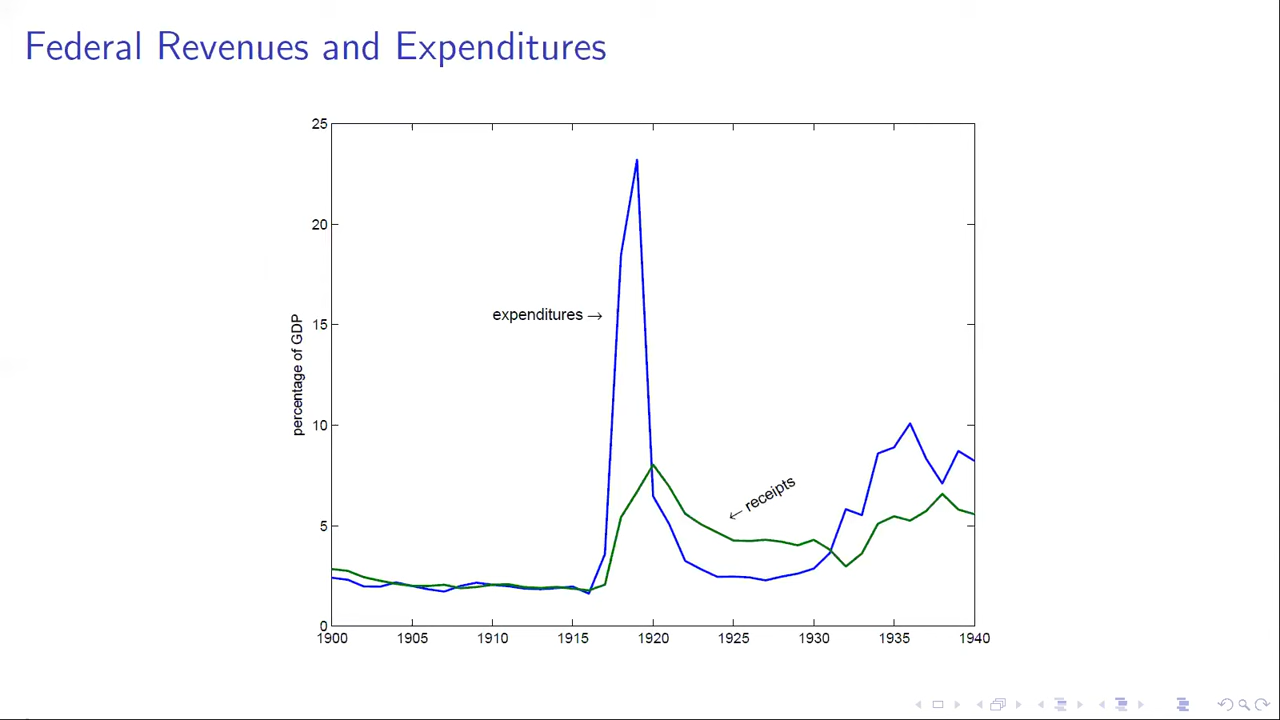 Federal Revenues and Expenditures
25
20
15
10
5
0
percentage of GDP
expenditures →
← receipts
1900 1905 1910 1915 1920 1925 1930 1935 1940